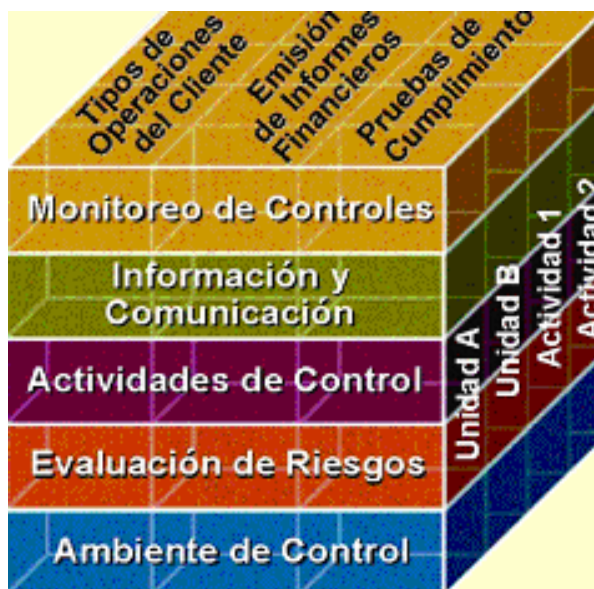 Tipos de
Operaciones
del Cliente
Emisión
de Informes
Financieros
Pruebas de
Cumplimiento
Monitoreo de Controles
Información y
Comunicación
Actividades de Control
Evaluación de Riesgos
Ambiente de Control
Unidad A
Unidad B
Actividad 1
Actividad 2